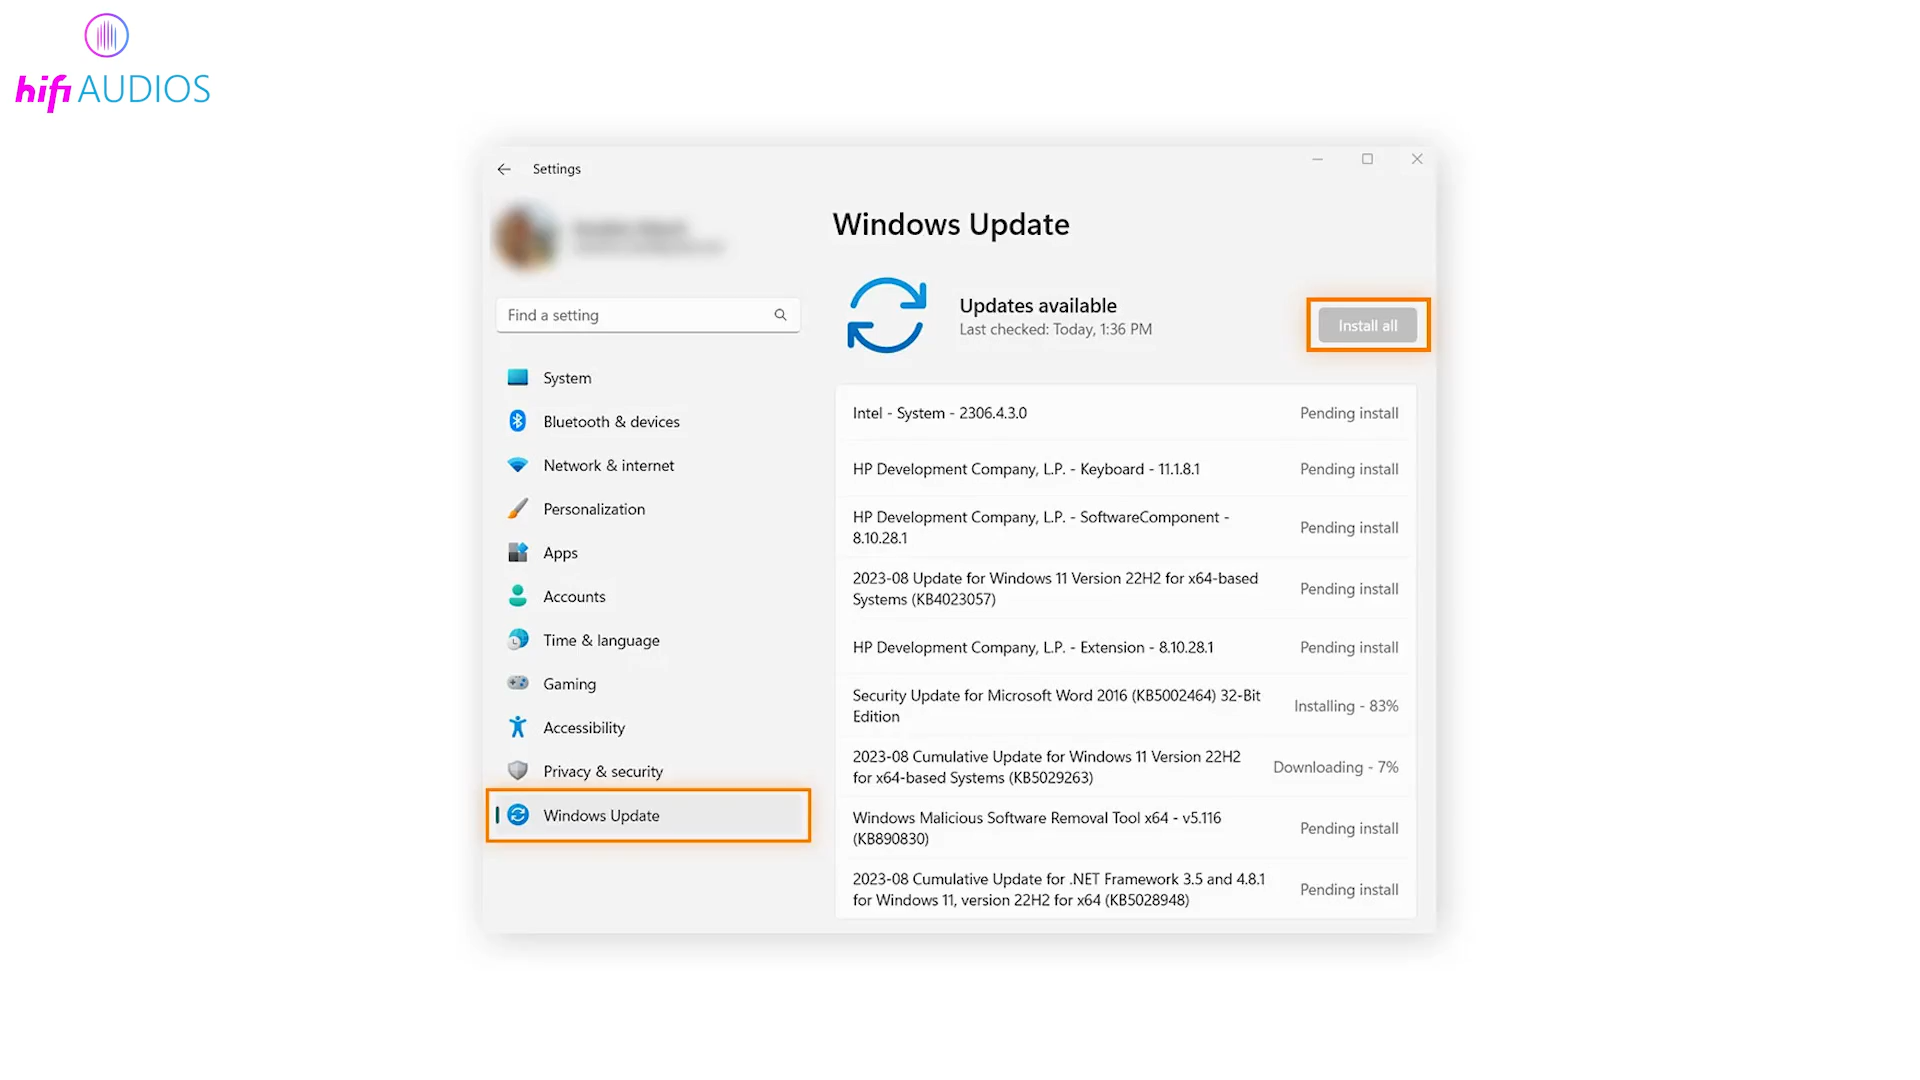 hifi AUDIOS
Settings
Find a setting
System
Bluetooth & devices
Network & internet
Personalization
Apps
Accounts
Time & language
Gaming
Accessibility
Privacy & security
Windows Update
Windows Update
Updates available
Last checked: Today, 1:36 PM
Install all
Intel - System - 2306.4.3.0 Pending install
HP Development Company, L.P. - Keyboard - 11.1.8.1 Pending install
HP Development Company, L.P. - SoftwareComponent -
8.10.28.1
Pending install
2023-08 Update for Windows 11 Version 22H2 for x64-based
Systems (KB4023057)
Pending install
HP Development Company, L.P. - Extension - 8.10.28.1 Pending install
Security Update for Microsoft Word 2016 (KB5002464) 32-Bit
Edition
Installing - 83%
2023-08 Cumulative Update for Windows 11 Version 22H2
for x64-based Systems (KB5029263)
Downloading - 7%
Windows Malicious Software Removal Tool x64 - v5.116
(KB890830)
Pending install
2023-08 Cumulative Update for .NET Framework 3.5 and 4.8.1
for Windows 11, version 22H2 for x64 (KB5028948)
Pending install